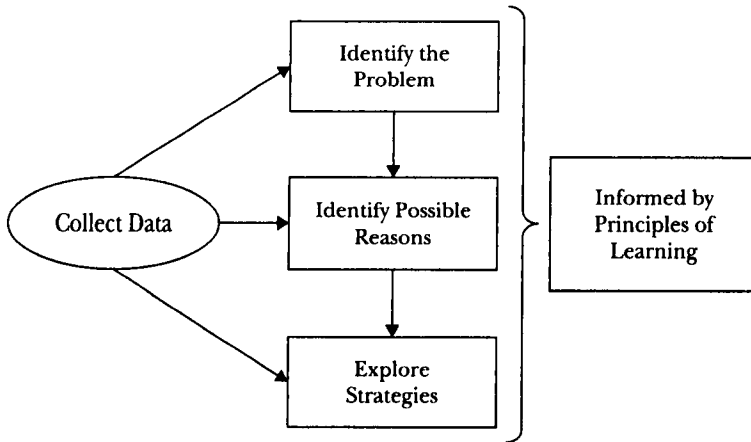 Identify the
Problem
Collect Data
Identify Possible
Reasons
Explore
Strategies
Informed by
Principles of
Learning